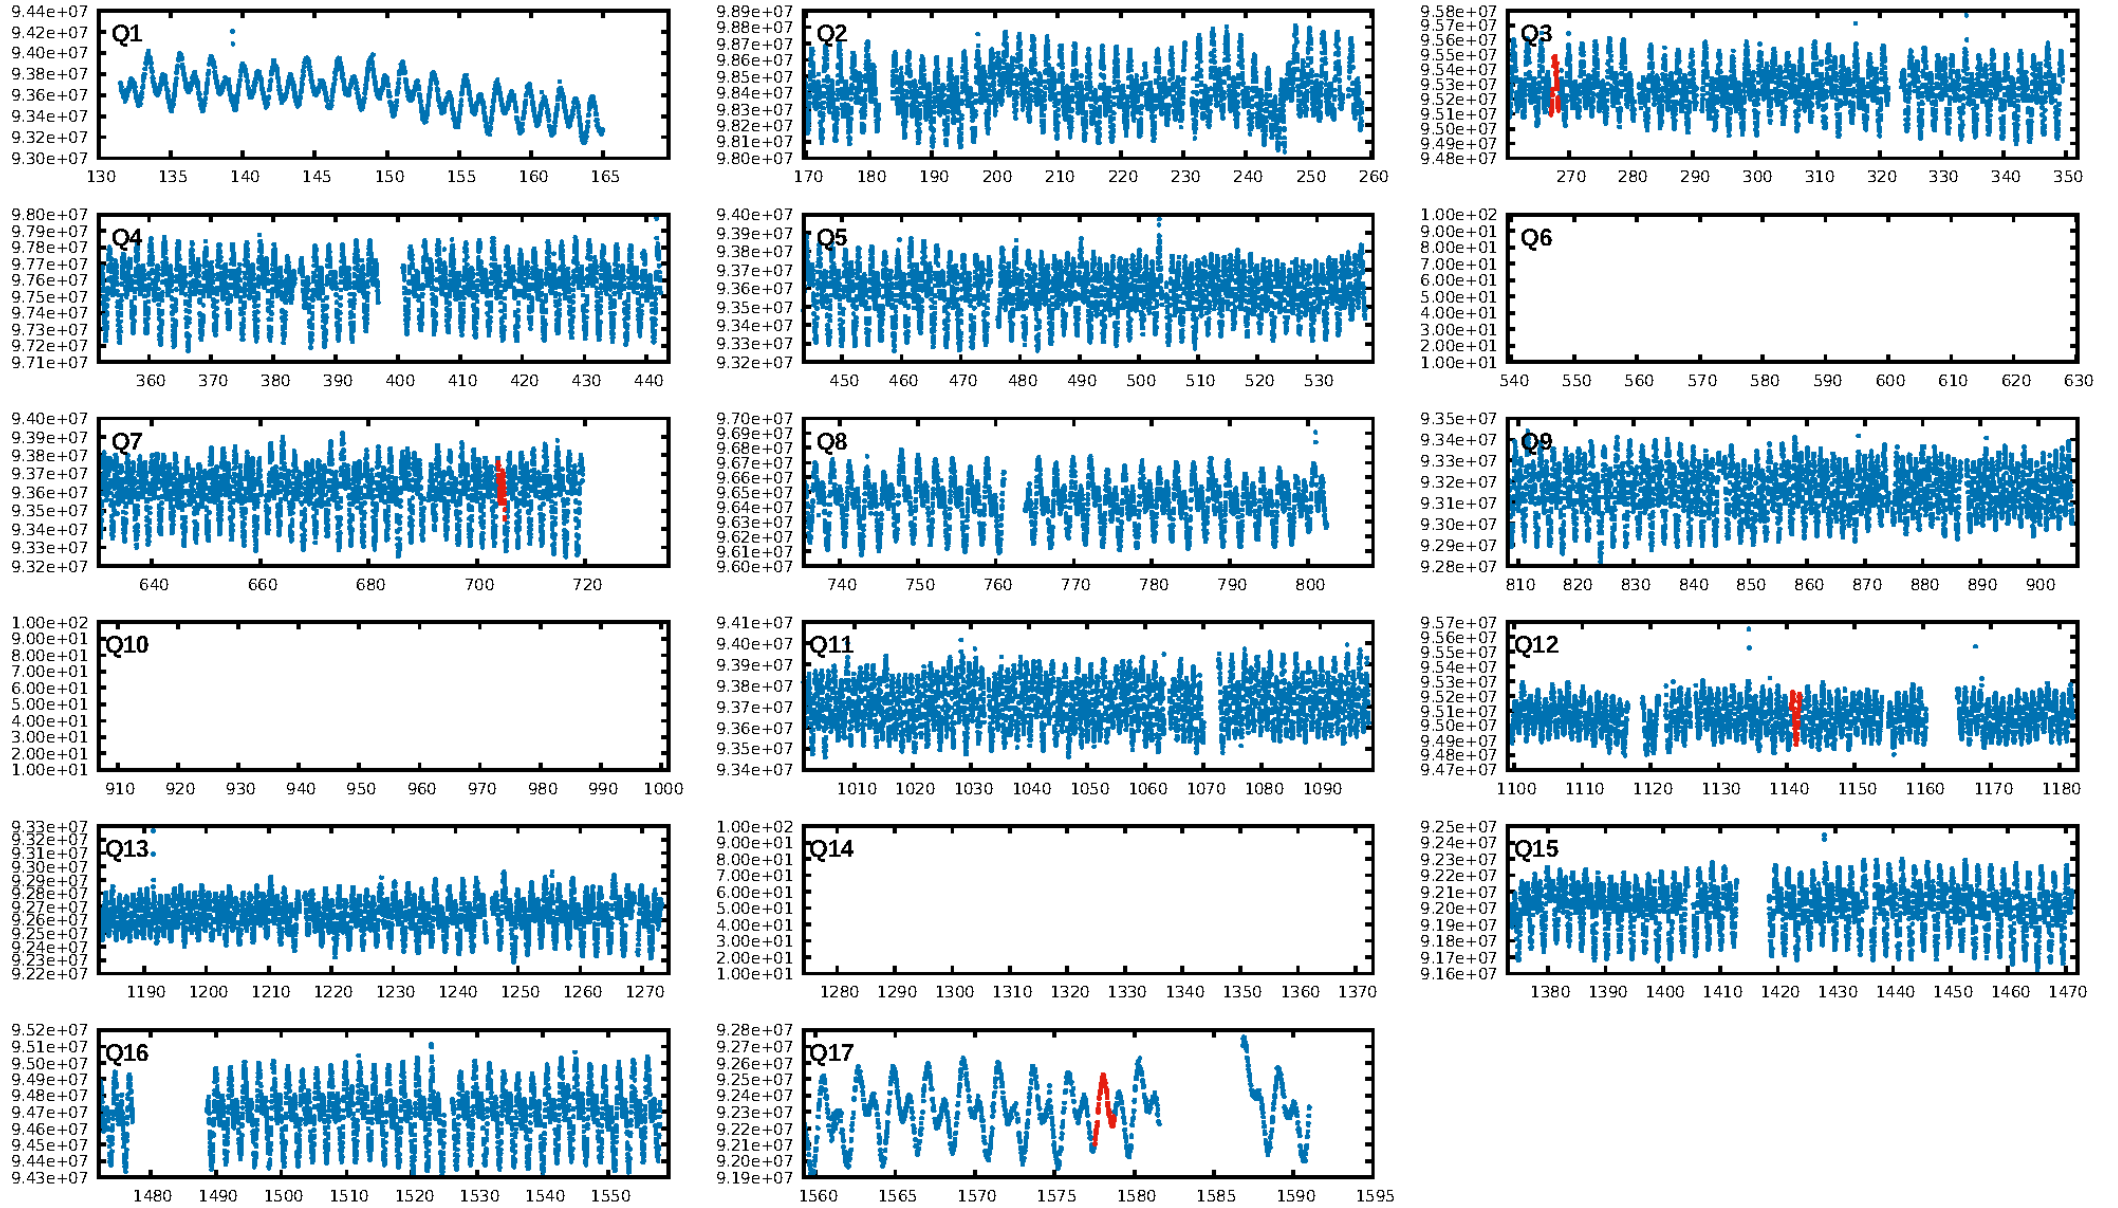 9.44e+07
9.42e+07
9.40e+07
9.38e+07
9.36e+07
9.34e+07
9.32e+07
9.30e+07
Q1
130 135 140 145 150 155 160 165
9.89e+07
9.88e+07
9.87e+07
9.86e+07
9.85e+07
9.84e+07
9.83e+07
9.82e+07
9.81e+07
9.80e+07
Q2
170 180 190 200 210 220 230 240 250 260
9.58e+07
9.57e+07
9.56e+07
9.55e+07
9.54e+07
9.53e+07
9.52e+07
9.51e+07
9.50e+07
9.49e+07
9.48e+07
Q3
270 280 290 300 310 320 330 340 350
9.80e+07
9.79e+07
9.78e+07
9.77e+07
9.76e+07
9.75e+07
9.74e+07
9.73e+07
9.72e+07
9.71e+07
Q4
360 370 380 390 400 410 420 430 440
9.40e+07
9.39e+07
9.38e+07
9.37e+07
9.36e+07
9.35e+07
9.34e+07
9.33e+07
9.32e+07
Q5
450 460 470 480 490 500 510 520 530
1.00e+02
9.00e+01
8.00e+01
7.00e+01
6.00e+01
5.00e+01
4.00e+01
3.00e+01
2.00e+01
1.00e+01
Q6
540 550 560 570 580 590 600 610 620 630
9.40e+07
9.39e+07
9.38e+07
9.37e+07
9.36e+07
9.35e+07
9.34e+07
9.33e+07
9.32e+07
Q7
640 660 680 700 720
9.70e+07
9.69e+07
9.68e+07
9.67e+07
9.66e+07
9.65e+07
9.64e+07
9.63e+07
9.62e+07
9.61e+07
9.60e+07
Q8
740 750 760 770 780 790 800
9.35e+07
9.34e+07
9.33e+07
9.32e+07
9.31e+07
9.30e+07
9.29e+07
9.28e+07
Q9
810 820 830 840 850 860 870 880 890 900
1.00e+02
9.00e+01
8.00e+01
7.00e+01
6.00e+01
5.00e+01
4.00e+01
3.00e+01
2.00e+01
1.00e+01
Q10
910 920 930 940 950 960 970 980 990 1000
9.41e+07
9.40e+07
9.39e+07
9.38e+07
9.37e+07
9.36e+07
9.35e+07
9.34e+07
Q11
1010 1020 1030 1040 1050 1060 1070 1080 1090
9.57e+07
9.56e+07
9.55e+07
9.54e+07
9.53e+07
9.52e+07
9.51e+07
9.50e+07
9.49e+07
9.48e+07
9.47e+07
Q12
1100 1110 1120 1130 1140 1150 1160 1170 1180
9.33e+07
9.32e+07
9.31e+07
9.30e+07
9.29e+07
9.28e+07
9.27e+07
9.26e+07
9.25e+07
9.24e+07
9.23e+07
9.22e+07
Q13
1190 1200 1210 1220 1230 1240 1250 1260 1270
1.00e+02
9.00e+01
8.00e+01
7.00e+01
6.00e+01
5.00e+01
4.00e+01
3.00e+01
2.00e+01
1.00e+01
Q14
1280 1290 1300 1310 1320 1330 1340 1350 1360 1370
9.25e+07
9.24e+07
9.23e+07
9.22e+07
9.21e+07
9.20e+07
9.19e+07
9.18e+07
9.17e+07
9.16e+07
Q15
1380 1390 1400 1410 1420 1430 1440 1450 1460 1470
9.52e+07
9.51e+07
9.50e+07
9.49e+07
9.48e+07
9.47e+07
9.46e+07
9.45e+07
9.44e+07
9.43e+07
Q16
1480 1490 1500 1510 1520 1530 1540 1550
9.28e+07
9.27e+07
9.26e+07
9.25e+07
9.24e+07
9.23e+07
9.22e+07
9.21e+07
9.20e+07
9.19e+07
Q17
1560 1565 1570 1575 1580 1585 1590 1595